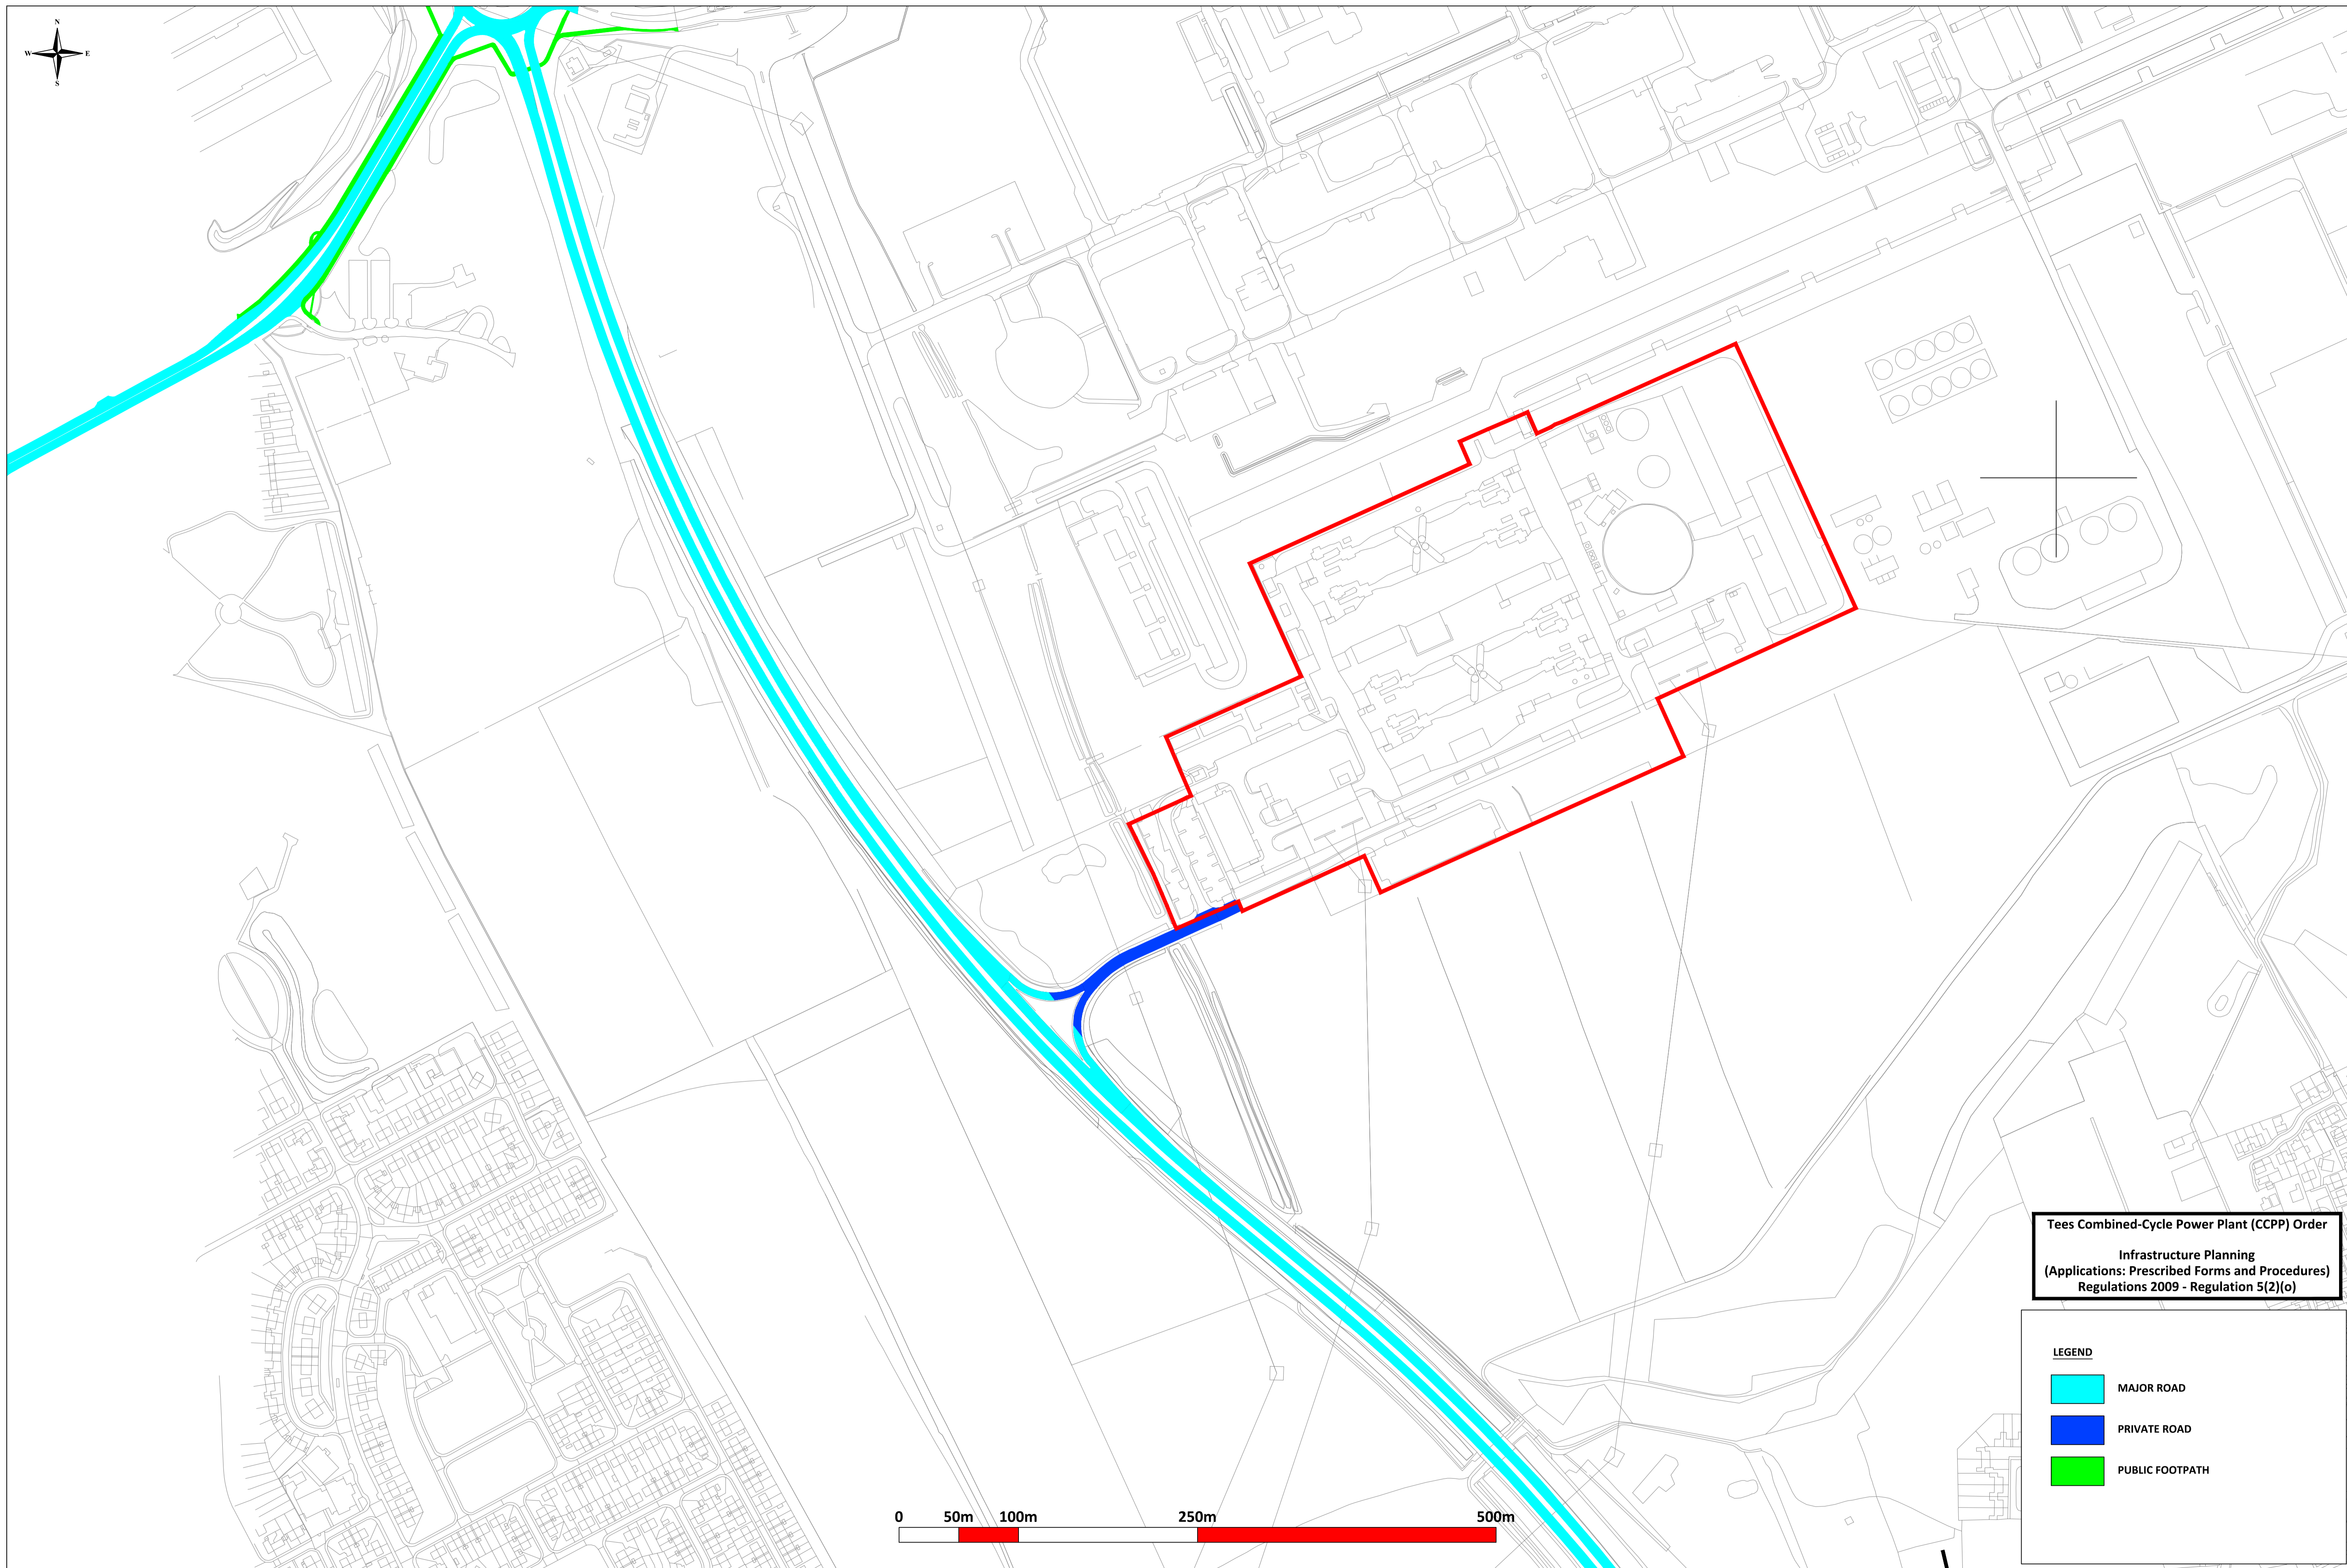 N
W E
S
Tees Combined-Cycle Power Plant (CCPP) Order
Infrastructure Planning
(Applications: Prescribed Forms and Procedures)
Regulations 2009 - Regulation 5(2)(o)
LEGEND
MAJOR ROAD
PRIVATE ROAD
PUBLIC FOOTPATH
0 50m 100m 250m 500m